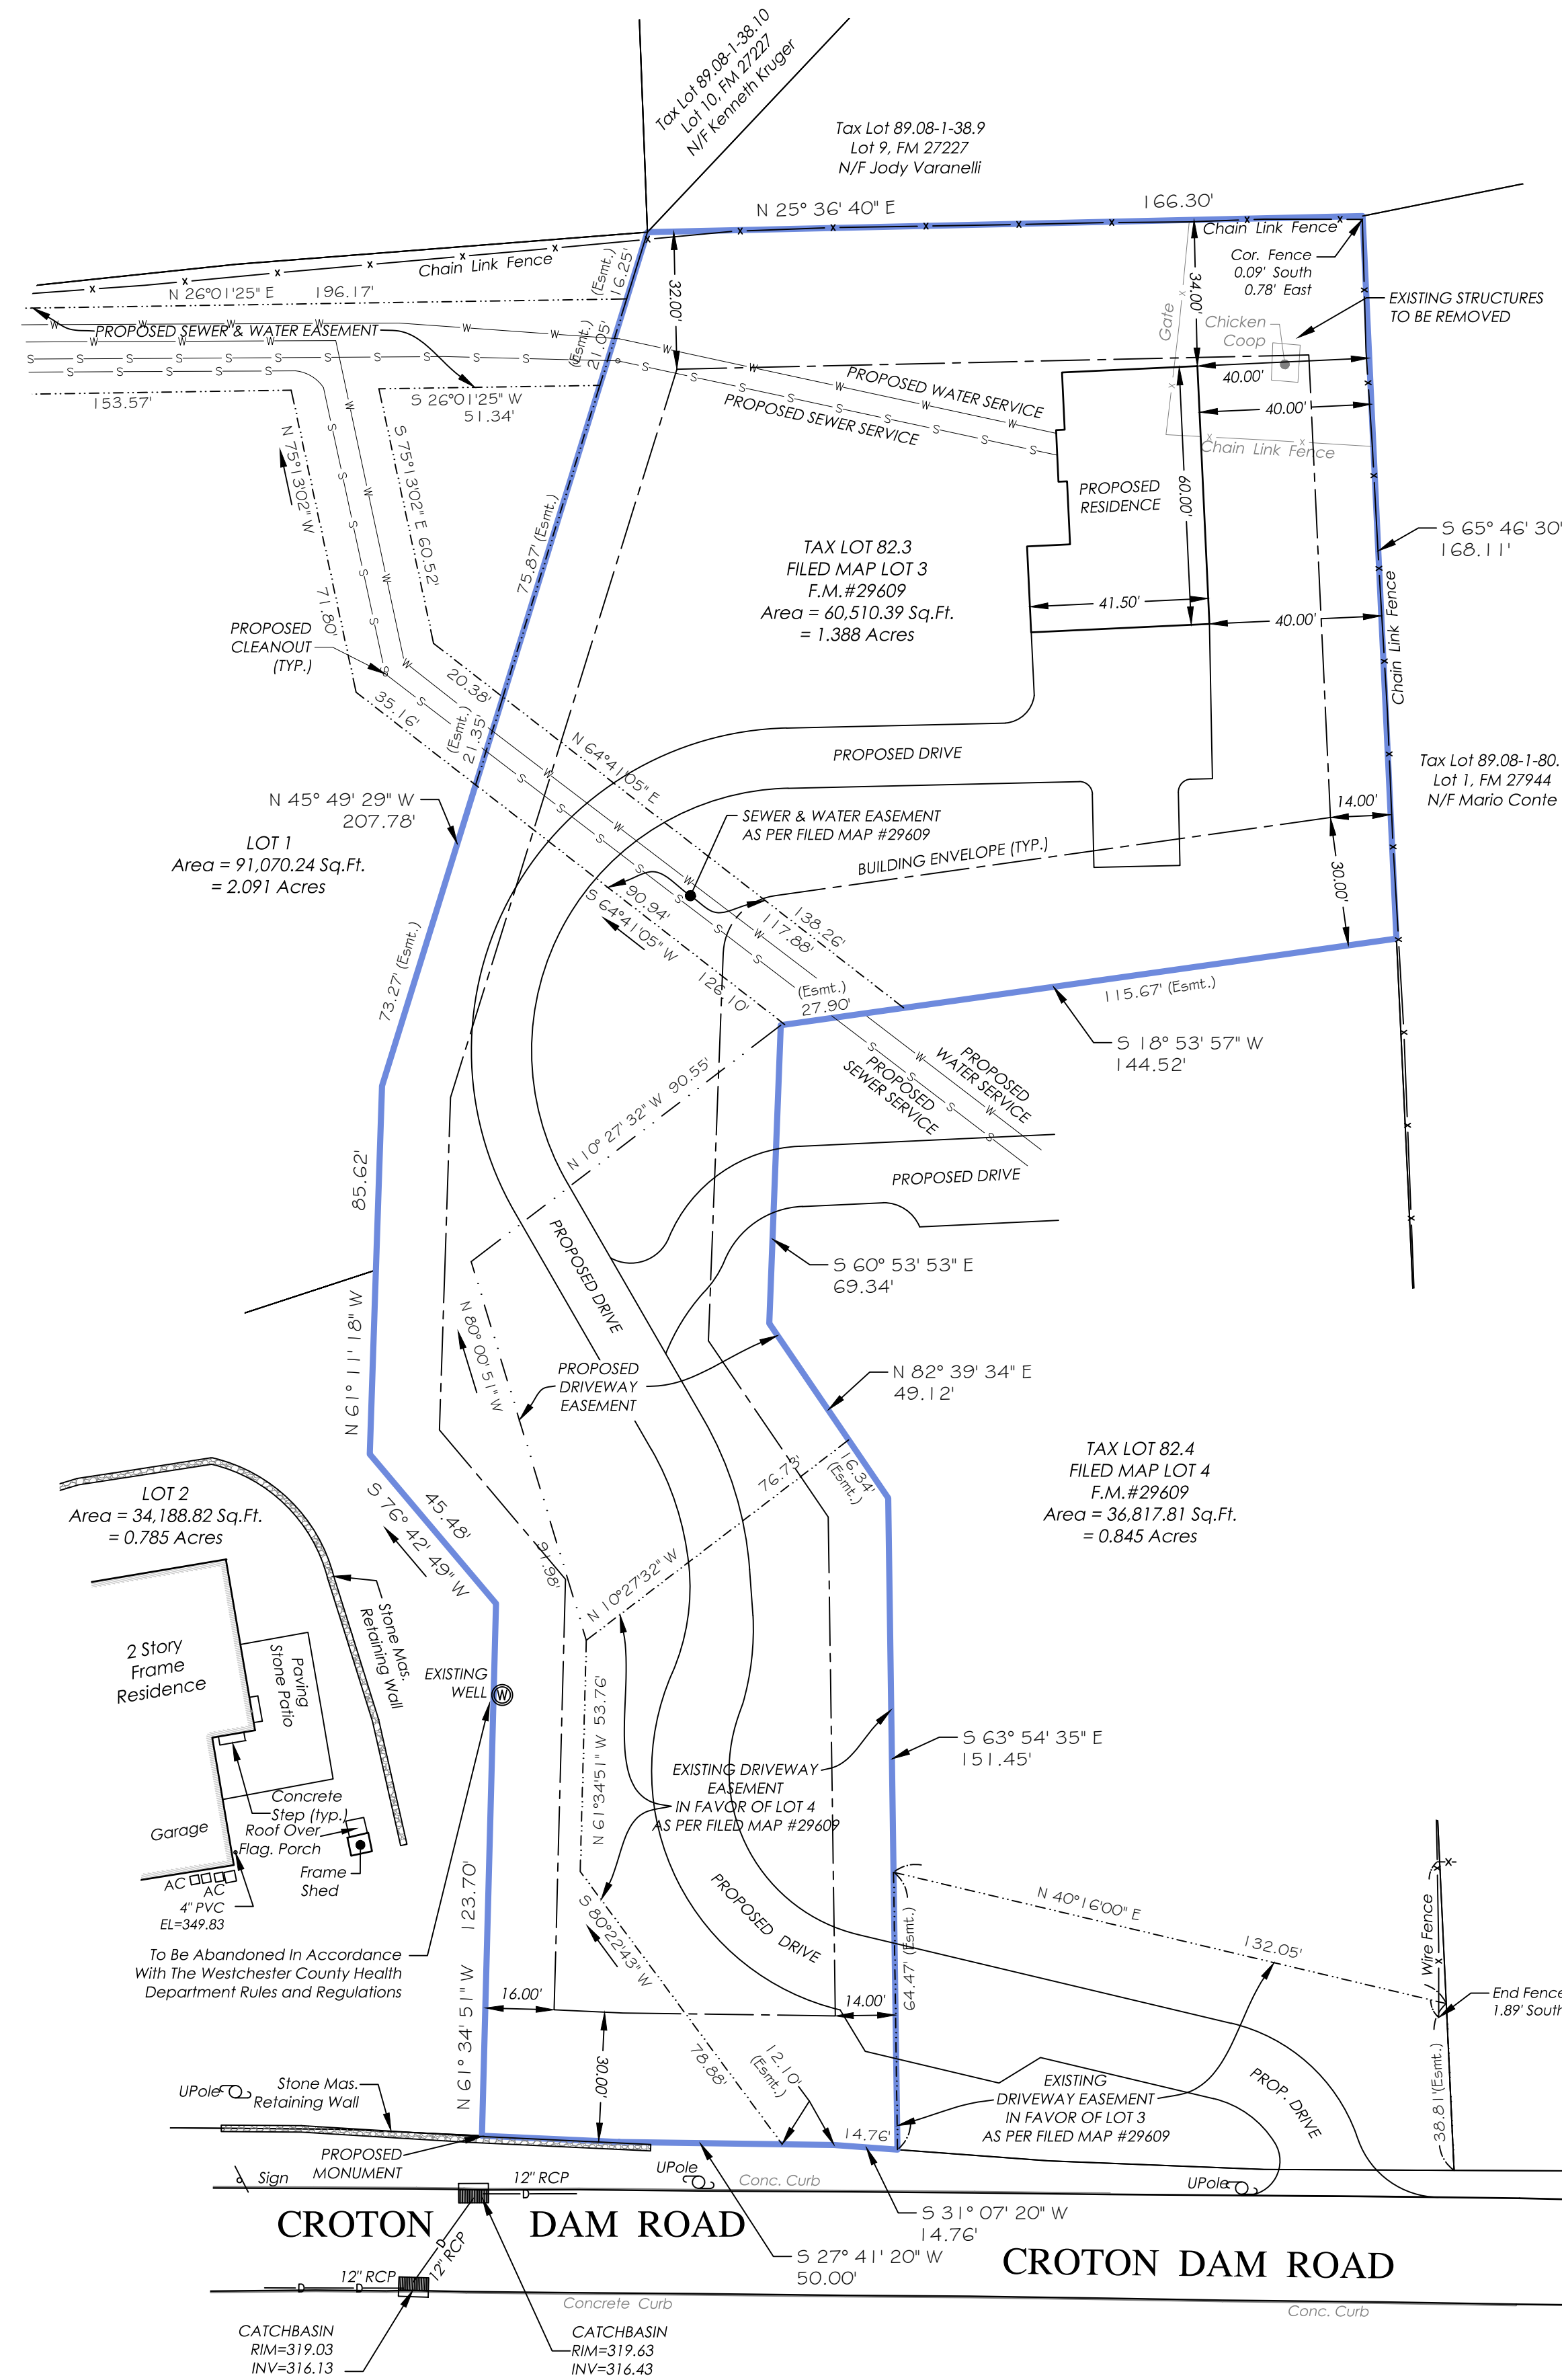 Tax Lot 89.08-1-38.10
Lot 10, FM 27227
N/F Kenneth Kruger
Tax Lot 89.08-1-38.9
Lot 9, FM 27227
N/F Jody Varanelli
N 25° 36' 40" E
166.30'
Chain Link Fence
Chain Link Fence
N 26°01'25" E 196.17'
(Esmt.)
16.25'
32.00'
34.00'
Cor. Fence
0.09' South
0.78' East
EXISTING STRUCTURES
TO BE REMOVED
PROPOSED SEWER & WATER EASEMENT
(Esmt.)
21.05'
Gate
Chicken
Coop
40.00'
153.57'
S 26°01'25" W
51.34'
PROPOSED WATER SERVICE
PROPOSED SEWER SERVICE
40.00'
Chain Link Fence
N 75°13'02" W
71.80'
S 75°13'02" E 60.52'
75.87' (Esmt.)
PROPOSED
RESIDENCE
60.00'
S 65° 46' 30"
168.11'
TAX LOT 82.3
FILED MAP LOT 3
F.M.#29609
Area = 60,510.39 Sq.Ft.
= 1.388 Acres
41.50'
40.00'
Chain Link Fence
PROPOSED
CLEANOUT
(TYP.)
20.38'
35.16'
(Esmt.)
21.35'
N 64°41'05" E
PROPOSED DRIVE
Tax Lot 89.08-1-80.
Lot 1, FM 27944
N/F Mario Conte
N 45° 49' 29" W
207.78'
14.00'
SEWER & WATER EASEMENT
AS PER FILED MAP #29609
LOT 1
Area = 91,070.24 Sq.Ft.
= 2.091 Acres
BUILDING ENVELOPE (TYP.)
30.00'
90.94'
S 64°41'05" W
138.26'
117.88'
73.27' (Esmt.)
126.10'
(Esmt.)
27.90'
115.67' (Esmt.)
S 18° 53' 57" W
144.52'
PROPOSED
WATER SERVICE
PROPOSED
SEWER SERVICE
N 10° 27' 32" W 90.55'
85.62'
N 61° 11' 18" W
PROPOSED DRIVE
PROPOSED DRIVE
S 60° 53' 53" E
69.34'
N 80° 00' 51" W
91.98'
PROPOSED
DRIVEWAY
EASEMENT
N 82° 39' 34" E
49.12'
76.73'
16.34'
(Esmt.)
TAX LOT 82.4
FILED MAP LOT 4
F.M.#29609
Area = 36,817.81 Sq.Ft.
= 0.845 Acres
LOT 2
Area = 34,188.82 Sq.Ft.
= 0.785 Acres
45.48'
S 76° 42' 49" W
N 10°27'32" W
Stone Mas.
Retaining Wall
2 Story
Frame
Residence
Paving
Stone Patio
EXISTING
WELL
W
N 61°34'51" W 53.76'
S 63° 54' 35" E
151.45'
EXISTING DRIVEWAY
EASEMENT
IN FAVOR OF LOT 4
AS PER FILED MAP #29609
Concrete
Step (typ.)
Garage
Roof Over
Flag. Porch
Frame
Shed
AC
AC
4" PVC
EL=349.83
To Be Abandoned In Accordance
With The Westchester County Health
Department Rules and Regulations
N 61° 34' 51" W 123.70'
16.00'
S 80°22'43" W
78.88'
PROPOSED DRIVE
14.00'
64.47' (Esmt.)
N 40°16'00" E
132.05'
Wire Fence
End Fence
1.89' South
30.00'
12.10'
(Esmt.)
EXISTING
DRIVEWAY EASEMENT
IN FAVOR OF LOT 3
AS PER FILED MAP #29609
PROP. DRIVE
38.81'(Esmt.)
UPole
Stone Mas.
Retaining Wall
PROPOSED
MONUMENT
14.76'
Sign
12" RCP
UPole
Conc. Curb
UPole
CROTON DAM ROAD
S 31° 07' 20" W
14.76'
12" RCP
12" RCP
S 27° 41' 20" W
50.00'
CROTON DAM ROAD
Concrete Curb
Conc. Curb
CATCHBASIN
RIM=319.03
INV=316.13
CATCHBASIN
RIM=319.63
INV=316.43